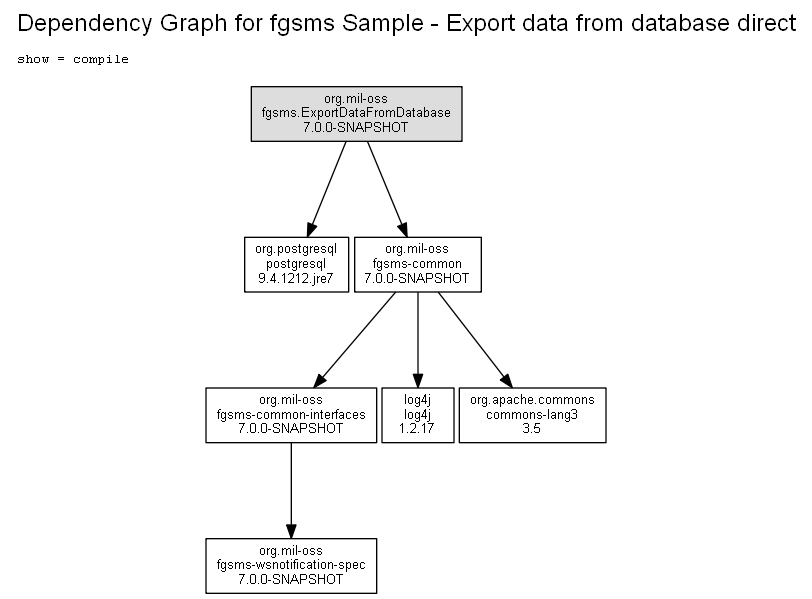 Dependency Graph for fgsms Sample - Export data from database direct
show = compile
org.mil-oss
fgsms.ExportDataFromDatabase
7.0.0-SNAPSHOT
org.postgresql
postgresql
9.4.1212.jre7
org.mil-oss
fgsms-common
7.0.0-SNAPSHOT
org.mil-oss
fgsms-common-interfaces
7.0.0-SNAPSHOT
log4j
log4j
1.2.17
org.apache.commons
commons-lang3
3.5
org.mil-oss
fgsms-wsnotification-spec
7.0.0-SNAPSHOT